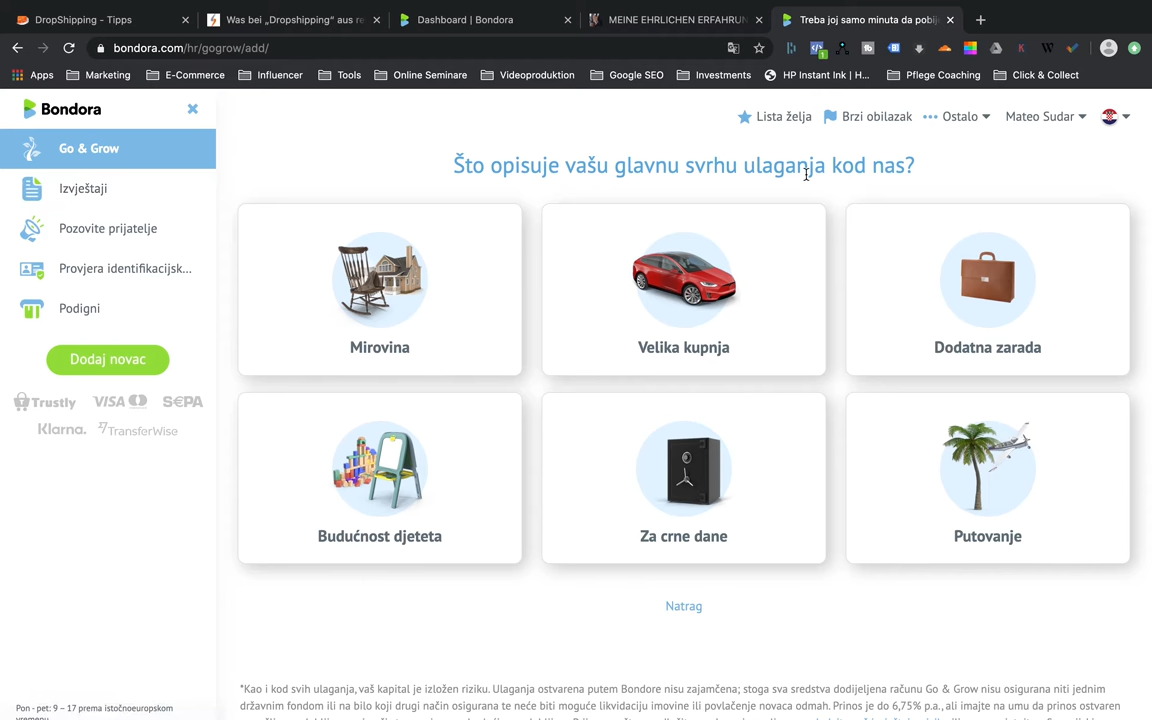 DropShipping - Tipps
Was bei „Dropshipping“ aus re
Dashboard | Bondora
MEINE EHRLICHEN ERFAHRUN
Treba joj samo minuta da pobij
bondora.com/hr/gogrow/add/
Apps Marketing E-Commerce Influencer Tools Online Seminare Videoproduktion Google SEO Investments HP Instant Ink | H... Pflege Coaching Click & Collect
Bondora
Lista želja Brzi obilazak Ostalo Mateo Sudar
Go & Grow
Izvještaji
Pozovite prijatelje
Provjera identifikacijsk...
Podigni
Dodaj novac
Trustly VISA SEPA
Klarna. TransferWise
Što opisuje vašu glavnu svrhu ulaganja kod nas?
Mirovina
Velika kupnja
Dodatna zarada
Budućnost djeteta
Za crne dane
Putovanje
Natrag
*Kao i kod svih ulaganja, vaš kapital je izložen riziku. Ulaganja ostvarena putem Bondore nisu zajamčena; stoga sva sredstva dodijeljena računu Go & Grow nisu osigurana niti jednim
državnim fondom ili na bilo koji drugi način osigurana te neće biti moguće likvidaciju imovine ili povlačenje novaca odmah. Prinos je do 6,75% p.a., ali imajte na umu da prinos ostvaren
Pon - pet: 9 – 17 prema istočnoeuropskom
vremenu